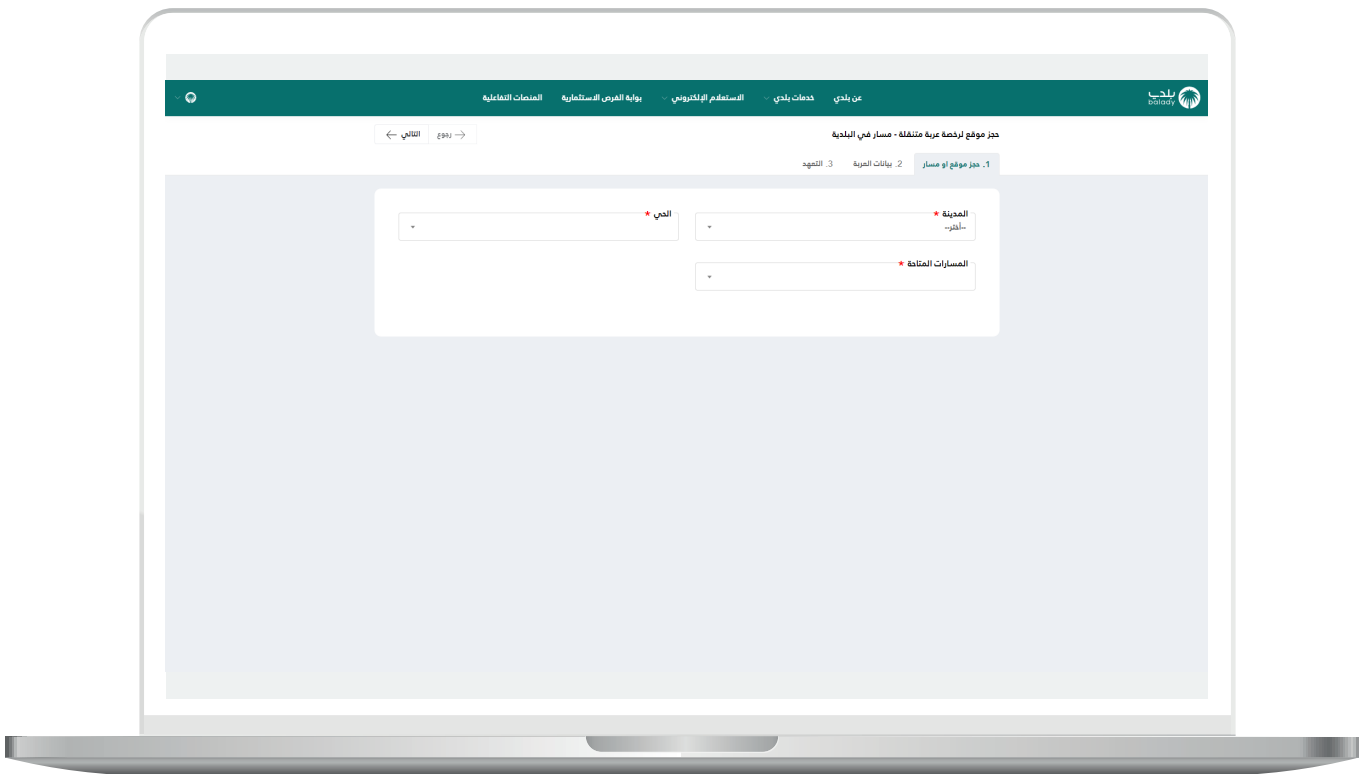 بلدي
balady
عن بلدي
خدمات بلدي
الاستعلام الإلكتروني
بوابة الفرص الاستثمارية
المنصات التفاعلية
حجز موقع لرخصة عربة متنقلة - مسار في البلدية
رجوع
التالي
1. حجز موقع او مسار
2. بيانات العربة
3. التعهد
المدينة *
--أختر--
الحي *
المسارات المتاحة *